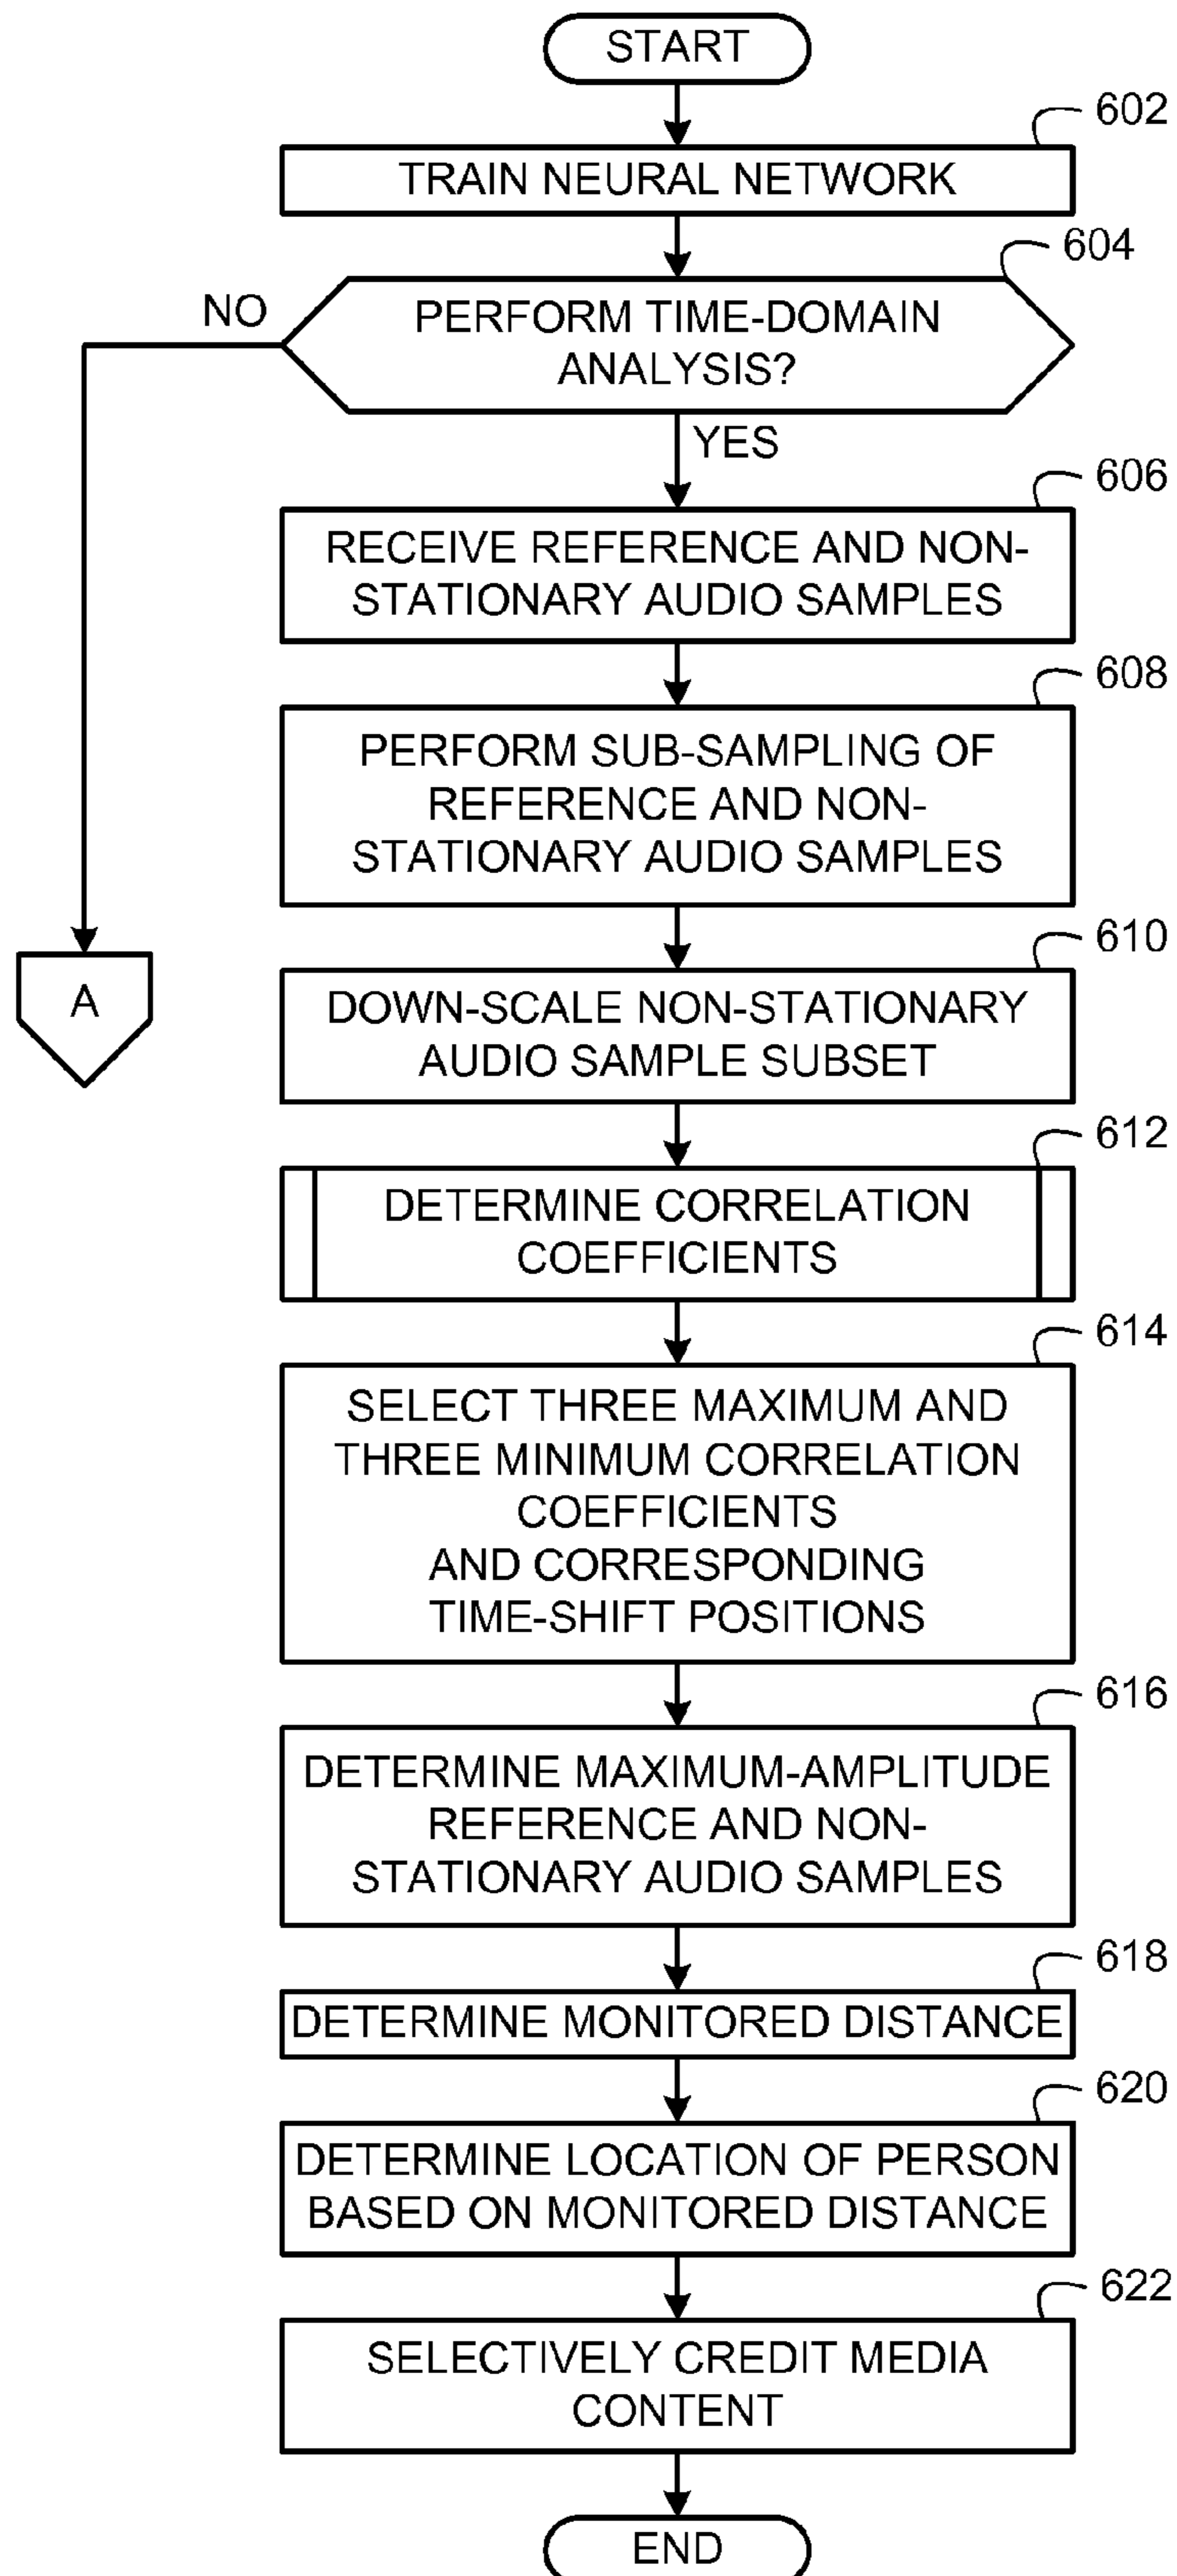 START
602
TRAIN NEURAL NETWORK
604
NO
PERFORM TIME-DOMAIN
ANALYSIS?
YES
606
RECEIVE REFERENCE AND NON-
STATIONARY AUDIO SAMPLES
608
PERFORM SUB-SAMPLING OF
REFERENCE AND NON-
STATIONARY AUDIO SAMPLES
610
A
DOWN-SCALE NON-STATIONARY
AUDIO SAMPLE SUBSET
612
DETERMINE CORRELATION
COEFFICIENTS
614
SELECT THREE MAXIMUM AND
THREE MINIMUM CORRELATION
COEFFICIENTS
AND CORRESPONDING
TIME-SHIFT POSITIONS
616
DETERMINE MAXIMUM-AMPLITUDE
REFERENCE AND NON-
STATIONARY AUDIO SAMPLES
618
DETERMINE MONITORED DISTANCE
620
DETERMINE LOCATION OF PERSON
BASED ON MONITORED DISTANCE
622
SELECTIVELY CREDIT MEDIA
CONTENT
END